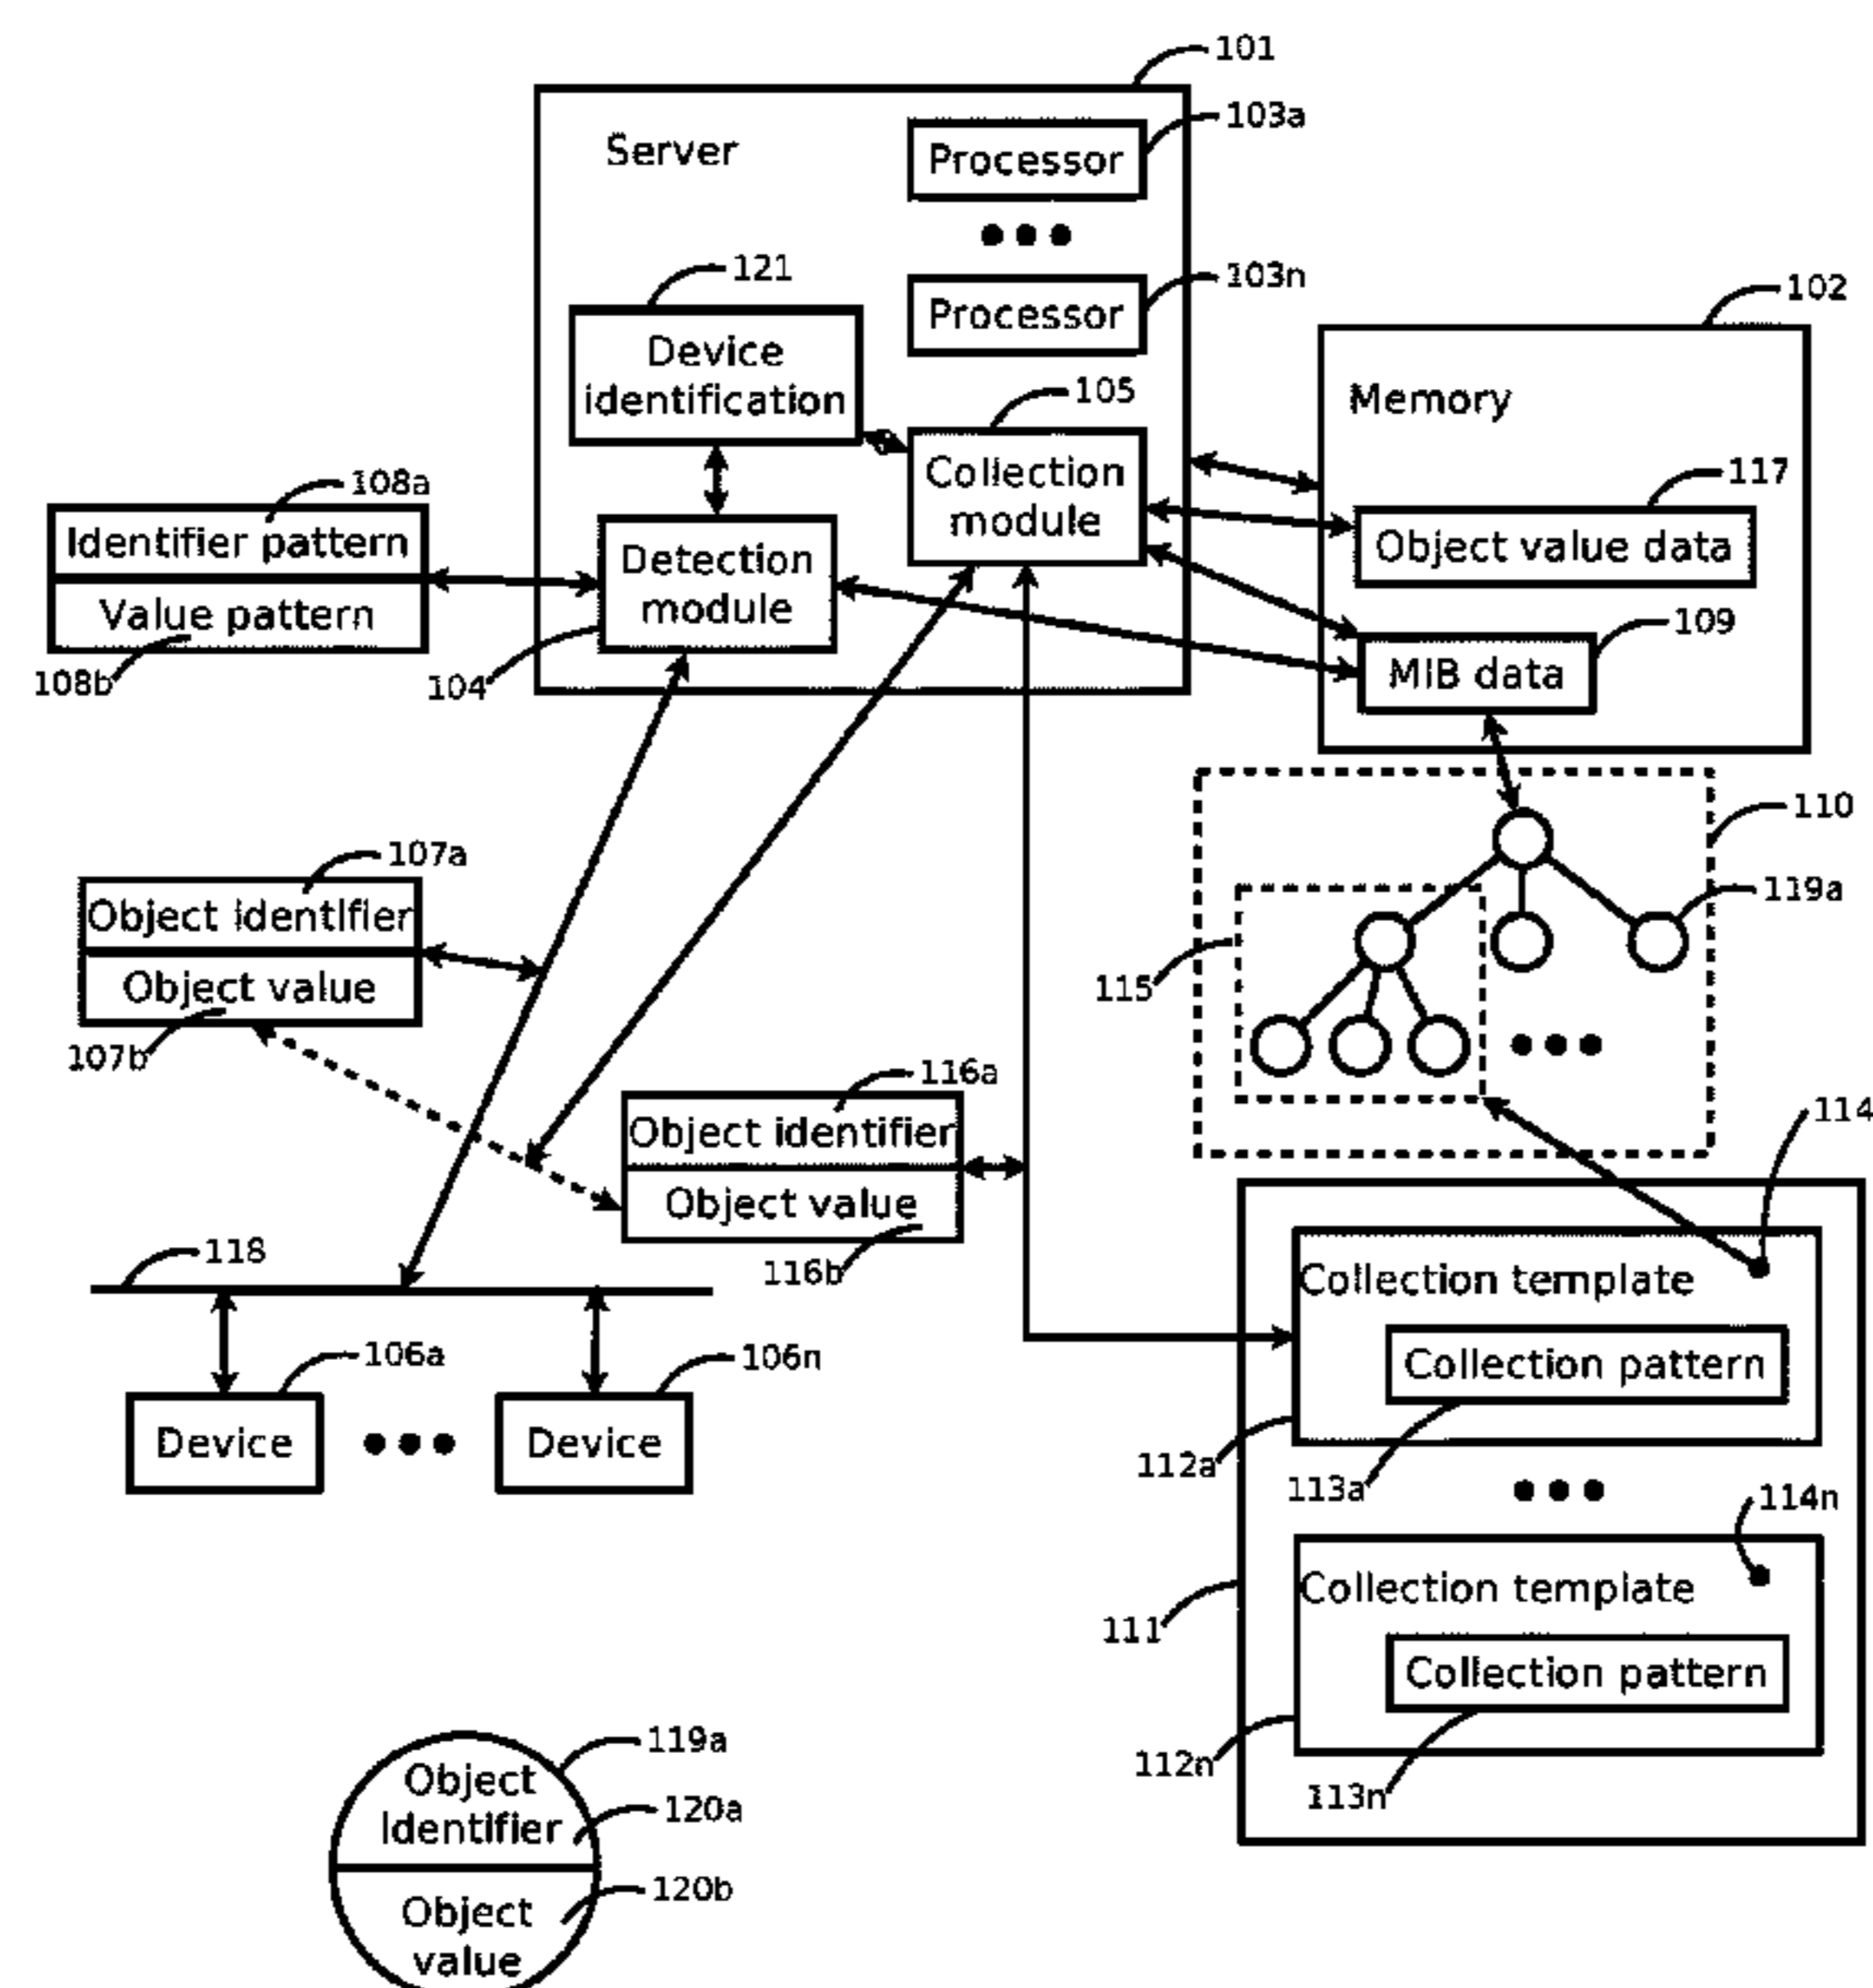 101
Server
103a
Processor
121
103n
Processor
102
Device
identification
105
Memory
Collection
module
117
Object value data
108a
Identifier pattern
Value pattern
108b
Detection
module
104
109
MIB data
110
107a
Object identifier
Object value
107b
119a
115
116a
Object identifier
Object value
116b
114
118
Collection template
Collection pattern
106a
106n
Device
Device
112a
113a
114n
Collection template
111
Collection pattern
112n
113n
119a
Object
Identifier
120a
120b
Object
value